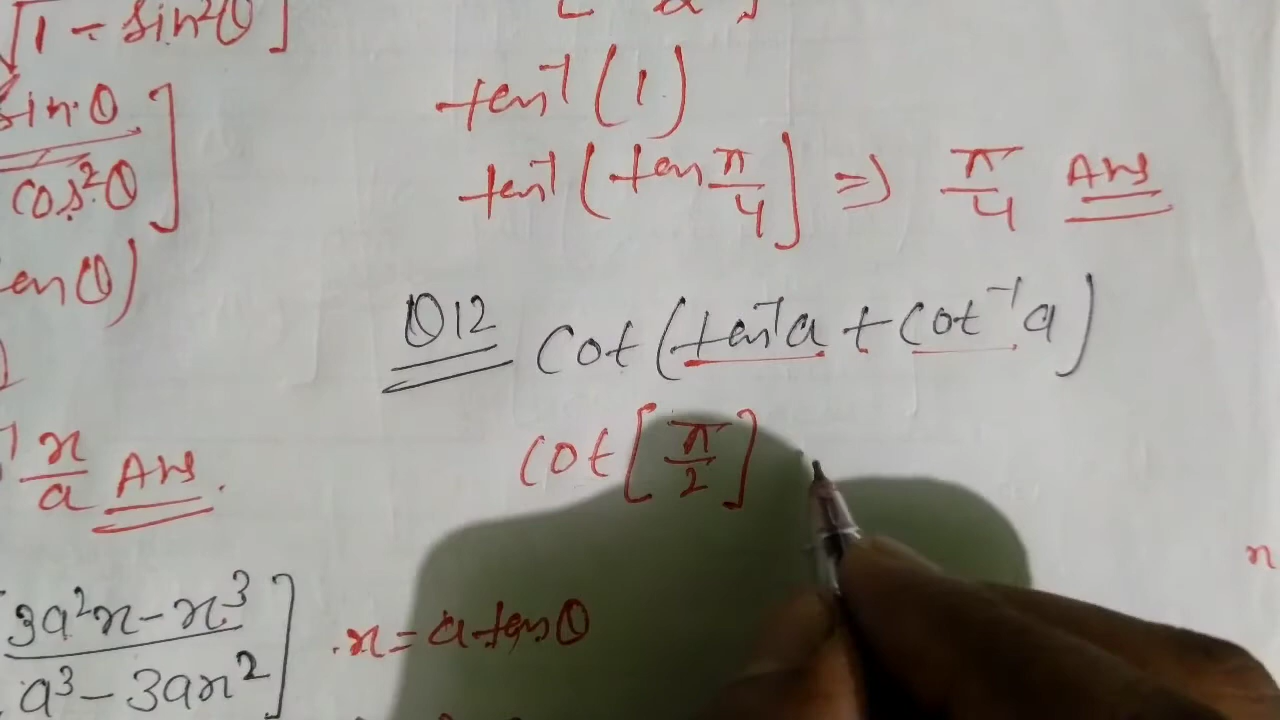 √1 - sin²θ]
sinθ]
cos²θ
enθ)
x/a Ans.
3a²x-x³]
a³-3ax²
x=a tanθ
tan⁻¹(1)
tan⁻¹(tan π/4] => π/4 Ans
Q12 Cot(tan⁻¹a + Cot⁻¹a)
Cot[π/2]
x